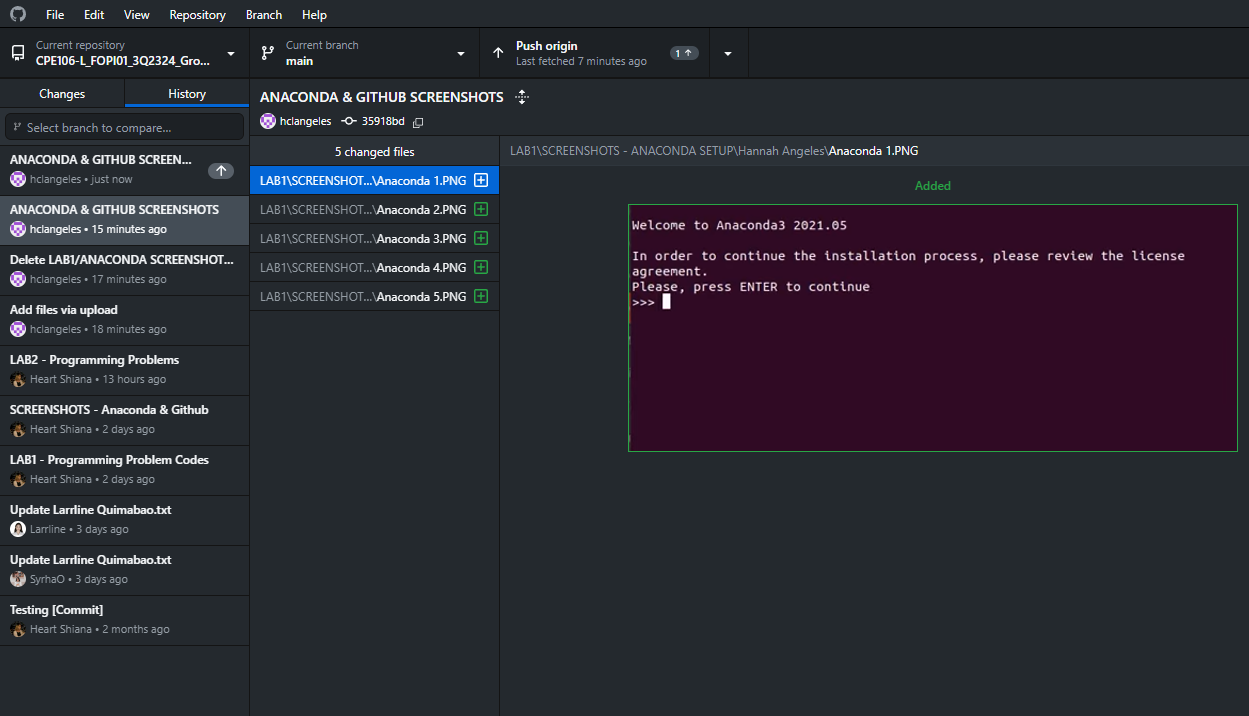 File Edit View Repository Branch Help
Current repository
CPE106-L_FOPI01_3Q2324_Gro...
Current branch
main
Push origin
Last fetched 7 minutes ago
1
Changes History
Select branch to compare...
ANACONDA & GITHUB SCREEN...
hclangeles • just now
ANACONDA & GITHUB SCREENSHOTS
hclangeles • 15 minutes ago
Delete LAB1/ANACONDA SCREENSHOT...
hclangeles • 17 minutes ago
Add files via upload
hclangeles • 18 minutes ago
LAB2 - Programming Problems
Heart Shiana • 13 hours ago
SCREENSHOTS - Anaconda & Github
Heart Shiana • 2 days ago
LAB1 - Programming Problem Codes
Heart Shiana • 2 days ago
Update Larrline Quimabao.txt
Larrline • 3 days ago
Update Larrline Quimabao.txt
SyrhaO • 3 days ago
Testing [Commit]
Heart Shiana • 2 months ago
ANACONDA & GITHUB SCREENSHOTS
hclangeles 35918bd
5 changed files
LAB1\SCREENSHOT...\Anaconda 1.PNG
LAB1\SCREENSHOT...\Anaconda 2.PNG
LAB1\SCREENSHOT...\Anaconda 3.PNG
LAB1\SCREENSHOT...\Anaconda 4.PNG
LAB1\SCREENSHOT...\Anaconda 5.PNG
LAB1\SCREENSHOTS - ANACONDA SETUP\Hannah Angeles\Anaconda 1.PNG
Added
Welcome to Anaconda3 2021.05
In order to continue the installation process, please review the license
agreement.
Please, press ENTER to continue
>>>